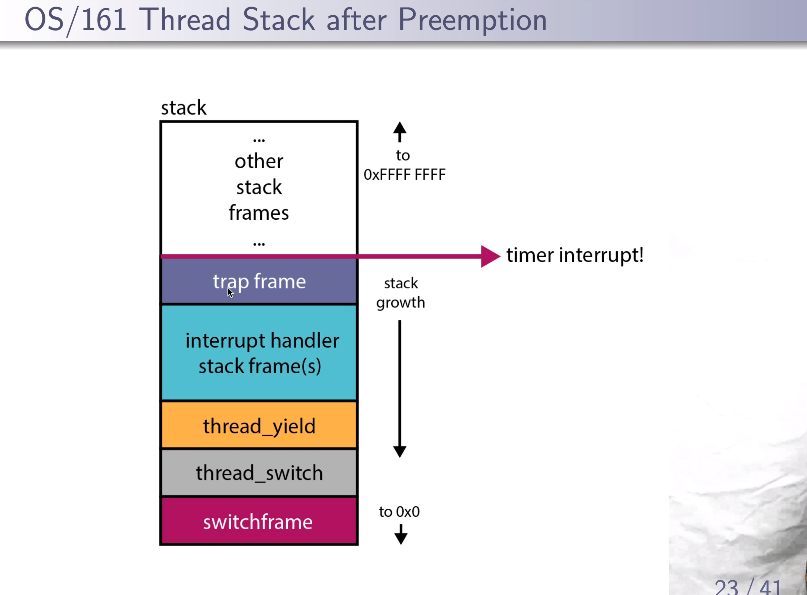 OS/161 Thread Stack after Preemption
stack
...
other
stack
frames
...
to
0xFFFF FFFF
timer interrupt!
trap frame
stack
growth
interrupt handler
stack frame(s)
thread_yield
thread_switch
to 0x0
switchframe
23 / 41